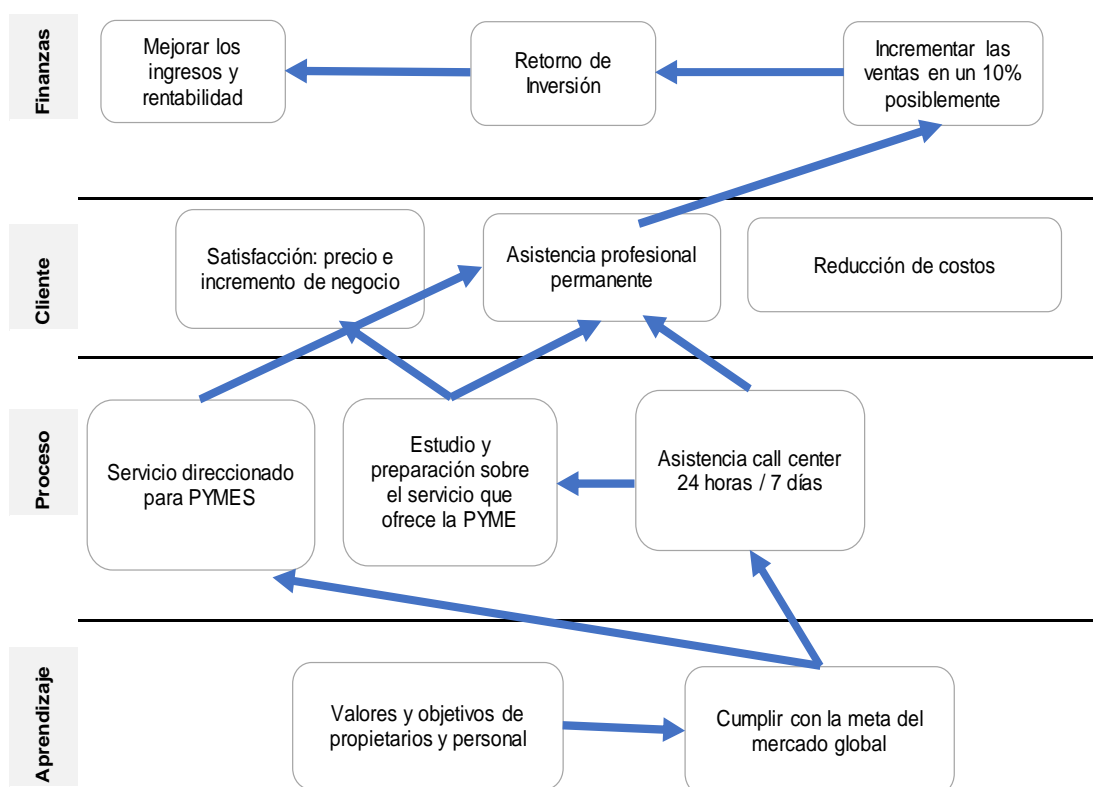 Finanzas
Mejorar los
ingresos y
rentabilidad
Retorno de
Inversión
Incrementar las
ventas en un 10%
posiblemente
Cliente
Satisfacción: precio e
incremento de negocio
Asistencia profesional
permanente
Reducción de costos
Proceso
Servicio direccionado
para PYMES
Estudio y
preparación sobre
el servicio que
ofrece la PYME
Asistencia call center
24 horas / 7 días
Aprendizaje
Valores y objetivos de
propietarios y personal
Cumplir con la meta del
mercado global